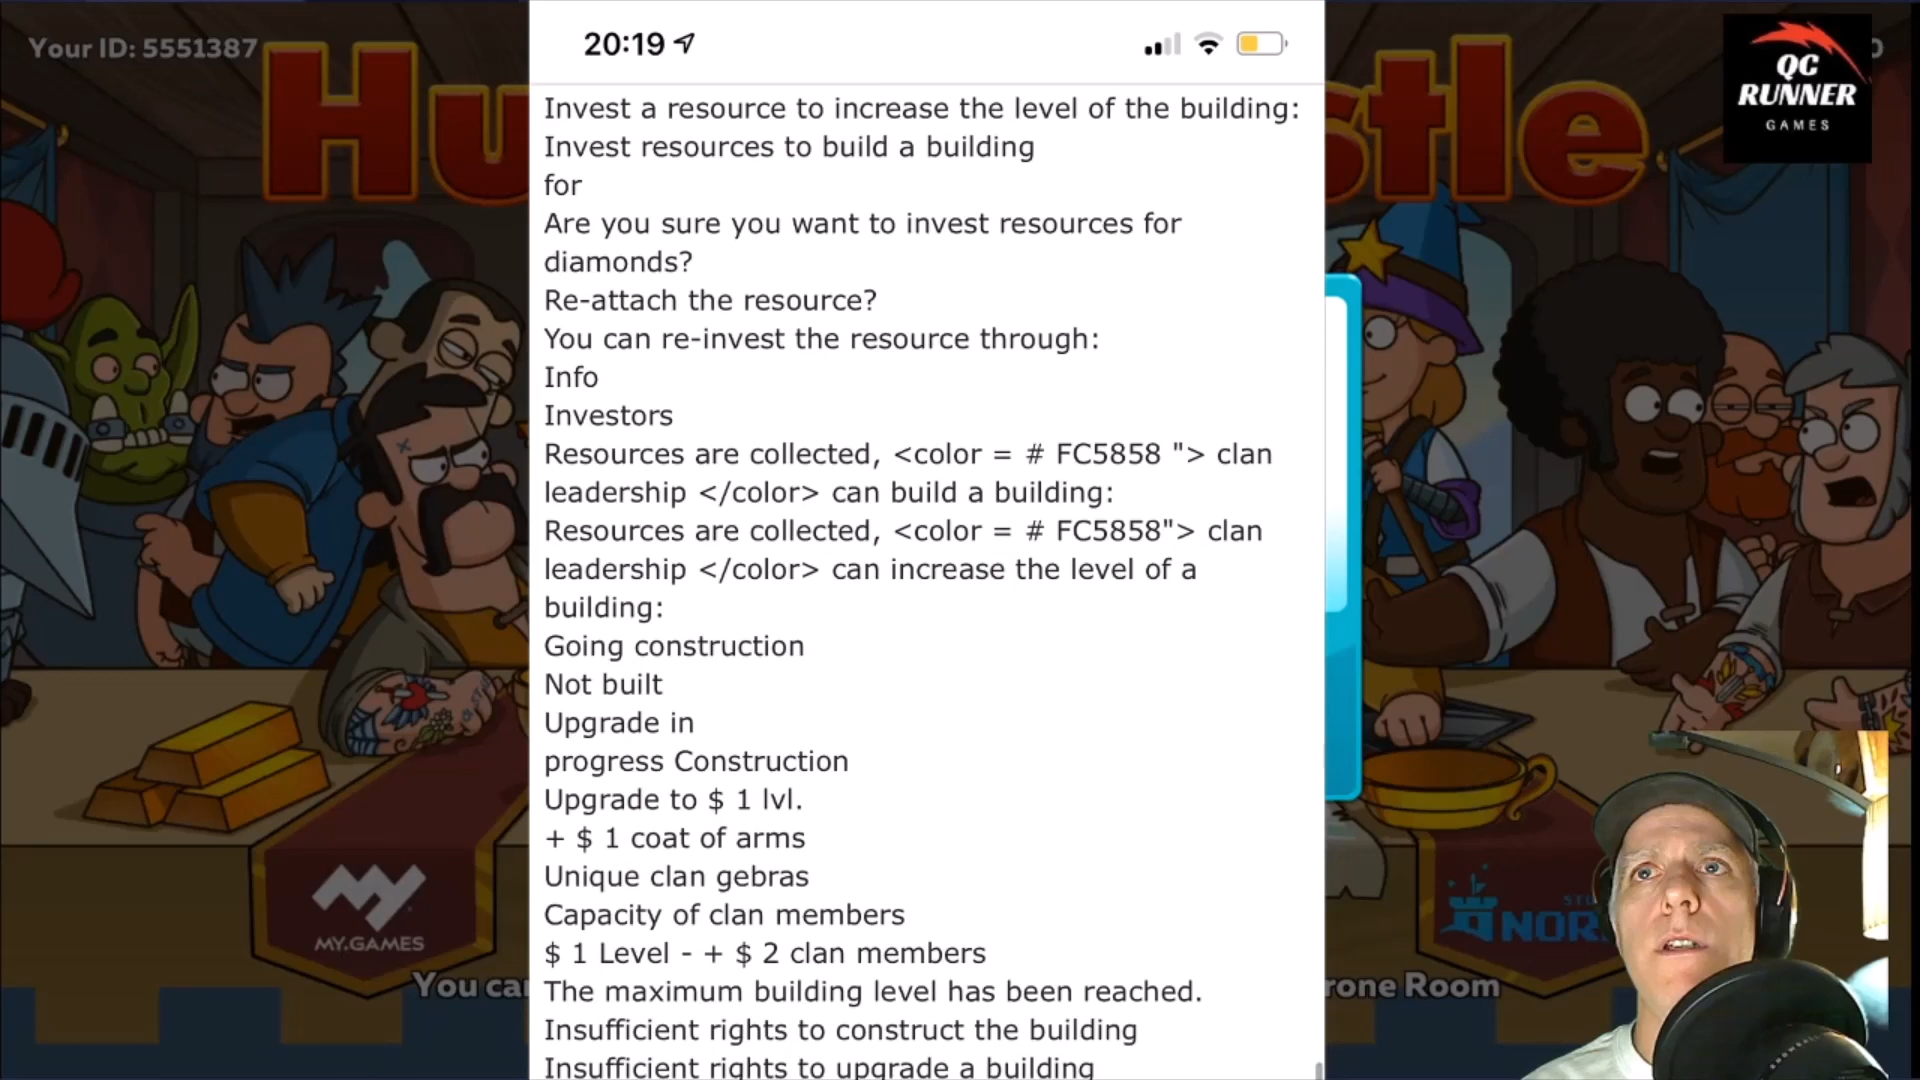 Your ID: 5551387
Hu
stle
QC
RUNNER
GAMES
20:19
Invest a resource to increase the level of the building:
Invest resources to build a building
for
Are you sure you want to invest resources for
diamonds?
Re-attach the resource?
You can re-invest the resource through:
Info
Investors
Resources are collected, <color = # FC5858 "> clan
leadership </color> can build a building:
Resources are collected, <color = # FC5858"> clan
leadership </color> can increase the level of a
building:
Going construction
Not built
Upgrade in
progress Construction
Upgrade to $ 1 lvl.
+ $ 1 coat of arms
Unique clan gebras
Capacity of clan members
$ 1 Level - + $ 2 clan members
The maximum building level has been reached.
Insufficient rights to construct the building
Insufficient rights to upgrade a building
MY.GAMES
STU
NOR
You ca
rone Room